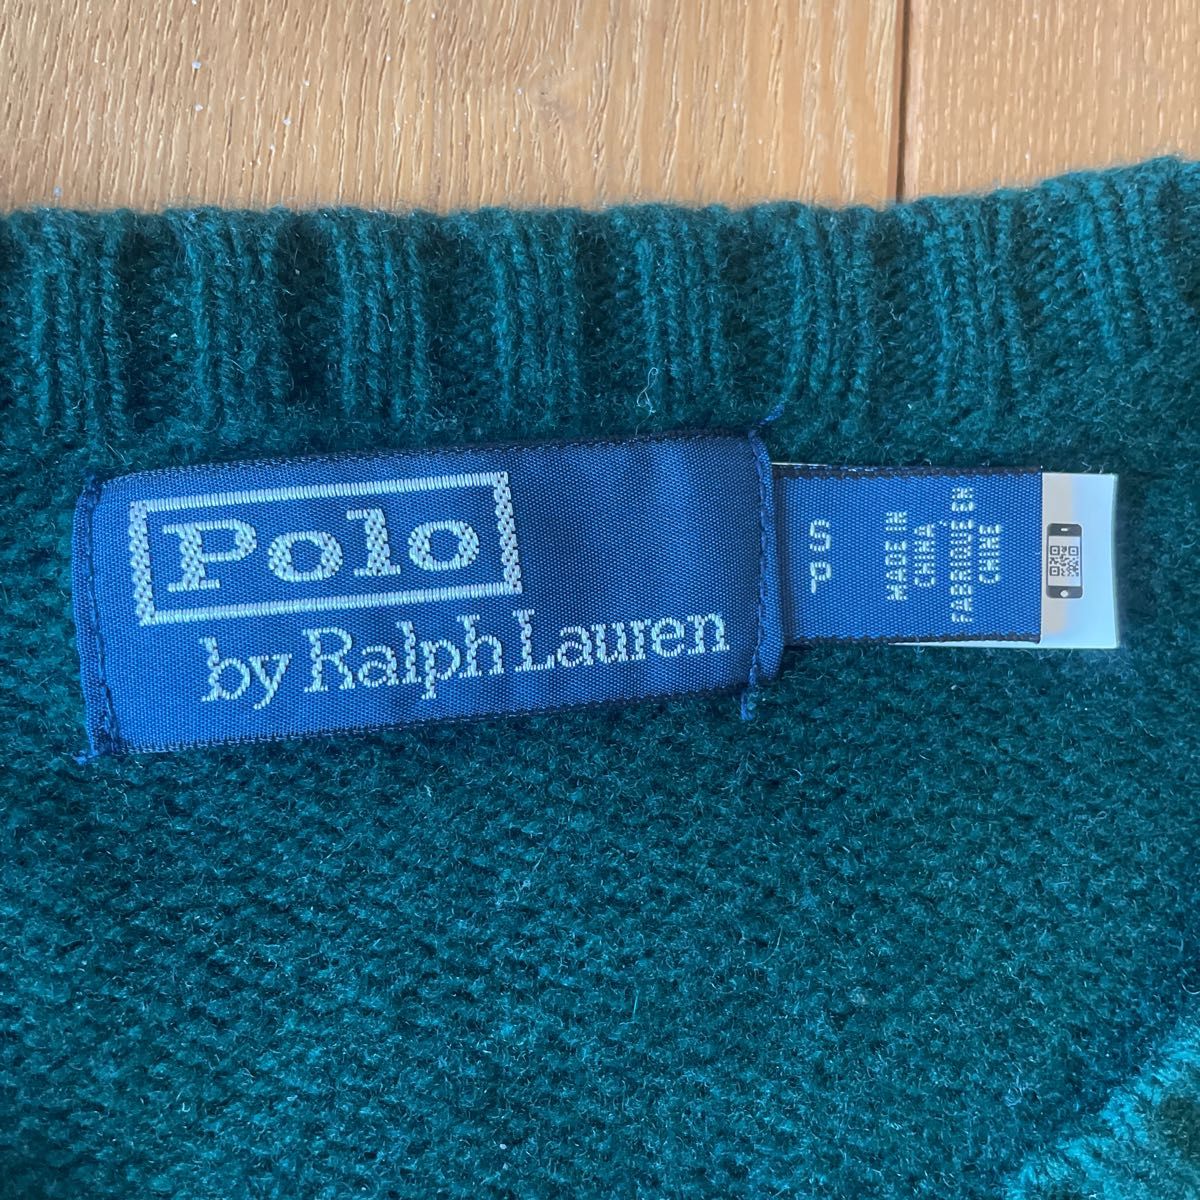 Polo
by Ralph Lauren
S
P
MADE IN
CHINA
FABRIQUÉ EN
CHINE